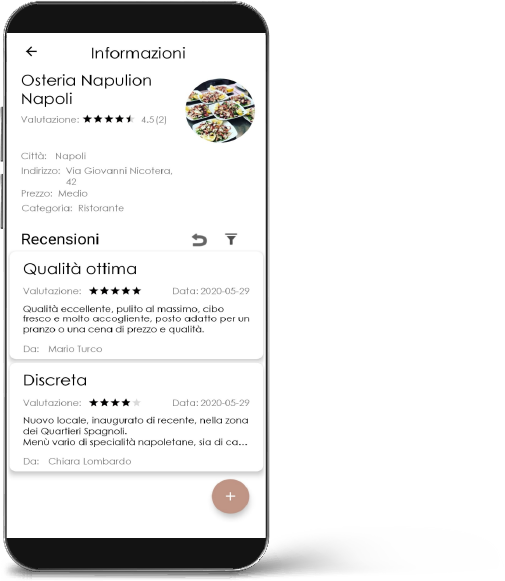 Informazioni
Osteria Napulion
Napoli
Valutazione: 4.5(2)
Città: Napoli
Indirizzo: Via Giovanni Nicotera,
42
Prezzo: Medio
Categoria: Ristorante
Recensioni
Qualità ottima
Valutazione: Data: 2020-05-29
Qualità eccellente, pulito al massimo, cibo
fresco e molto accogliente, posto adatto per un
pranzo o una cena di prezzo e qualità.
Da: Mario Turco
Discreta
Valutazione: Data: 2020-05-29
Nuovo locale, inaugurato di recente, nella zona
dei Quartieri Spagnoli.
Menù vario di specialità napoletane, sia di ca...
Da: Chiara Lombardo
+